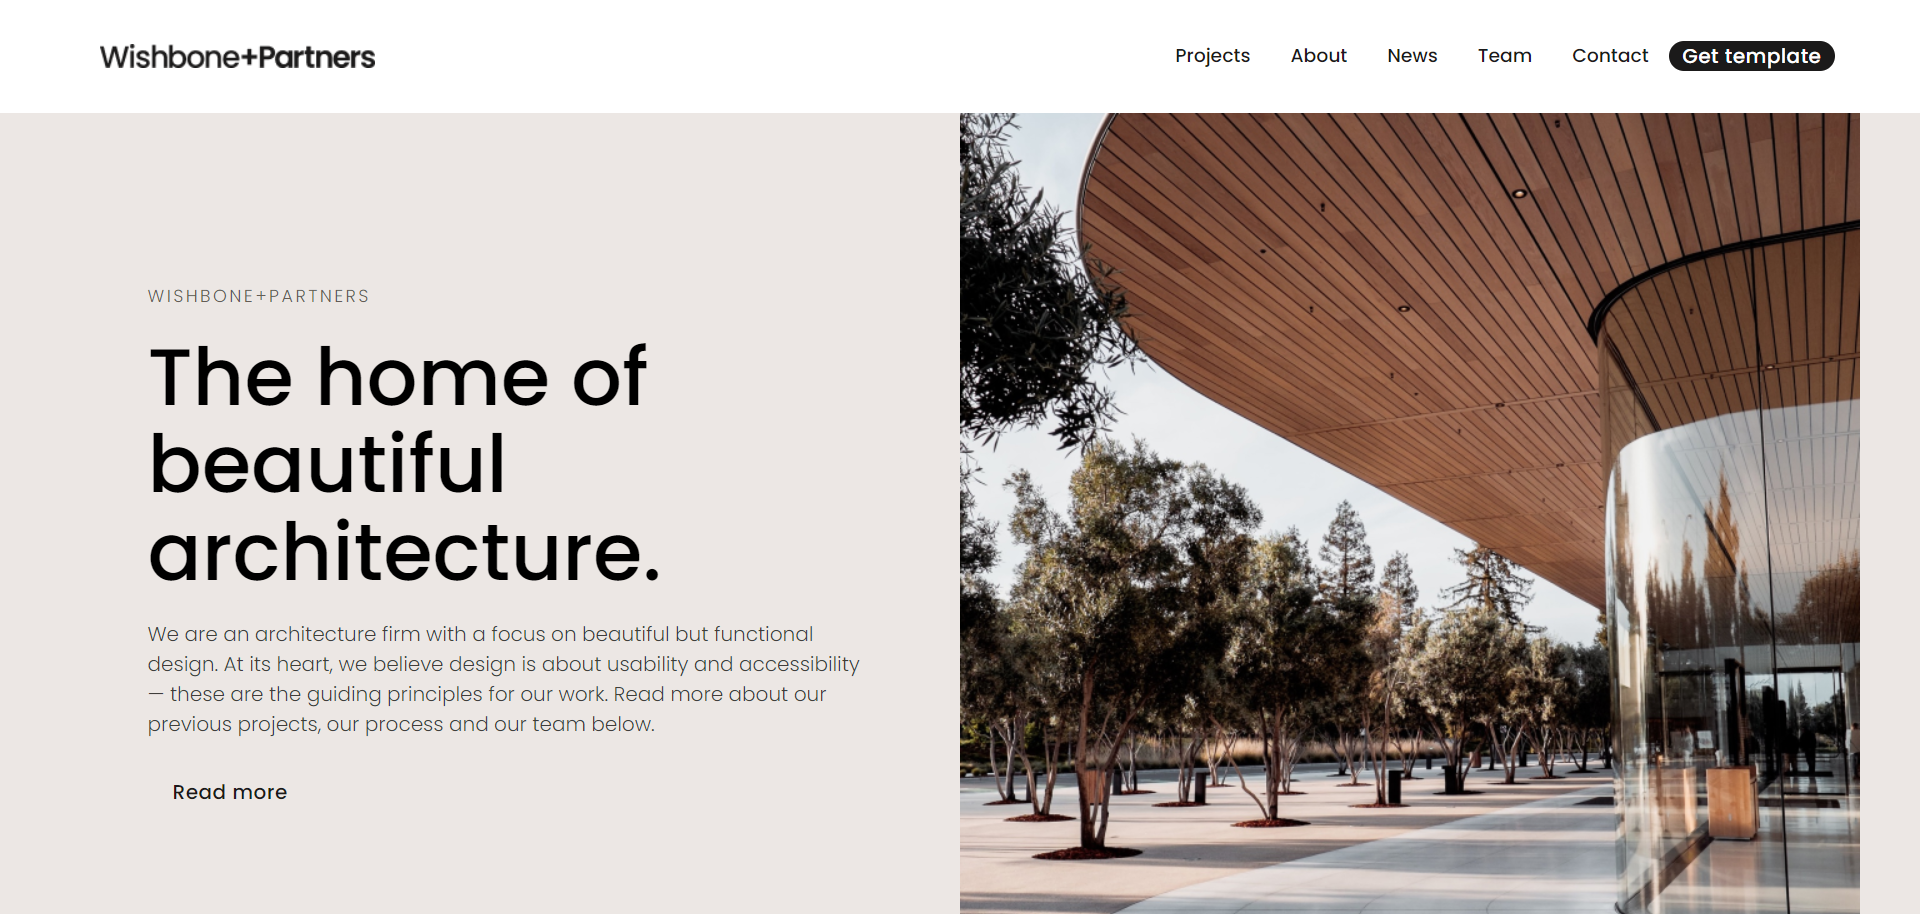 Wishbone+Partners
Projects About News Team Contact Get template
WISHBONE+PARTNERS
The home of
beautiful
architecture.
We are an architecture firm with a focus on beautiful but functional
design. At its heart, we believe design is about usability and accessibility
— these are the guiding principles for our work. Read more about our
previous projects, our process and our team below.
Read more